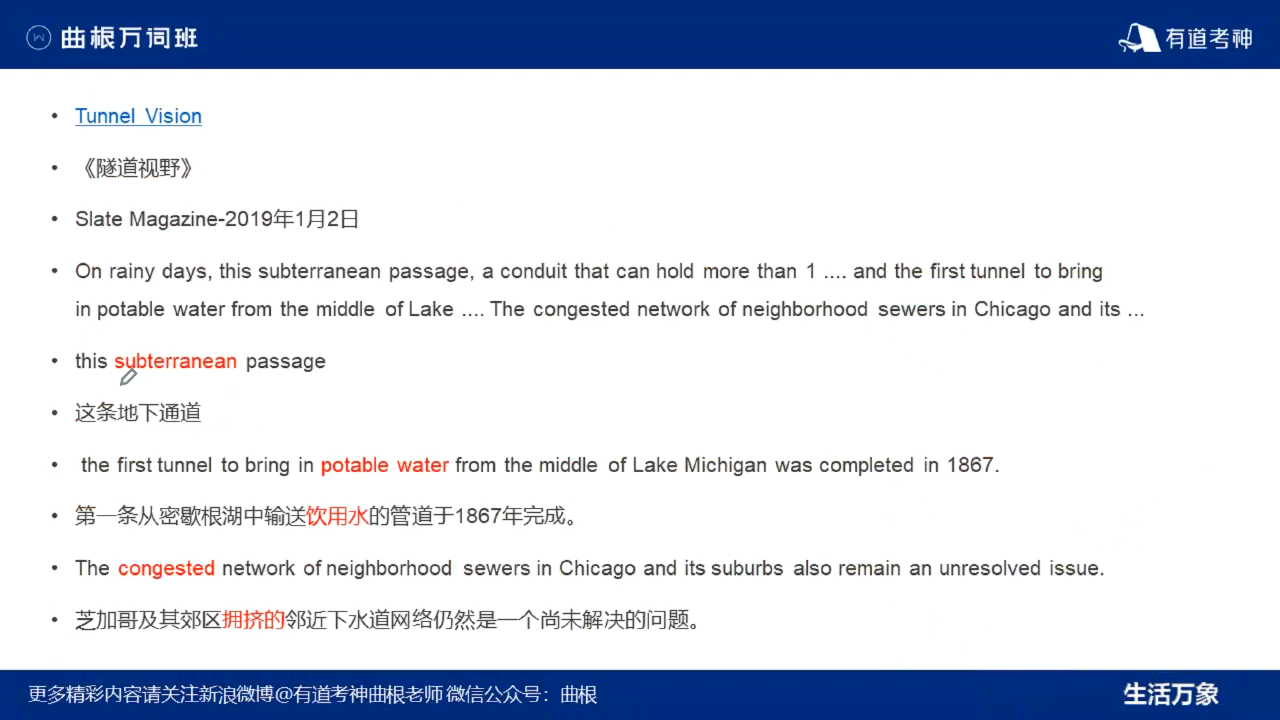 曲根万词班
有道考神
• Tunnel Vision
• 《隧道视野》
• Slate Magazine-2019年1月2日
• On rainy days, this subterranean passage, a conduit that can hold more than 1 .... and the first tunnel to bring
in potable water from the middle of Lake .... The congested network of neighborhood sewers in Chicago and its ...
• this subterranean passage
• 这条地下通道
• the first tunnel to bring in potable water from the middle of Lake Michigan was completed in 1867.
• 第一条从密歇根湖中输送饮用水的管道于1867年完成。
• The congested network of neighborhood sewers in Chicago and its suburbs also remain an unresolved issue.
• 芝加哥及其郊区拥挤的邻近下水道网络仍然是一个尚未解决的问题。
更多精彩内容请关注新浪微博@有道考神曲根老师 微信公众号：曲根
生活万象